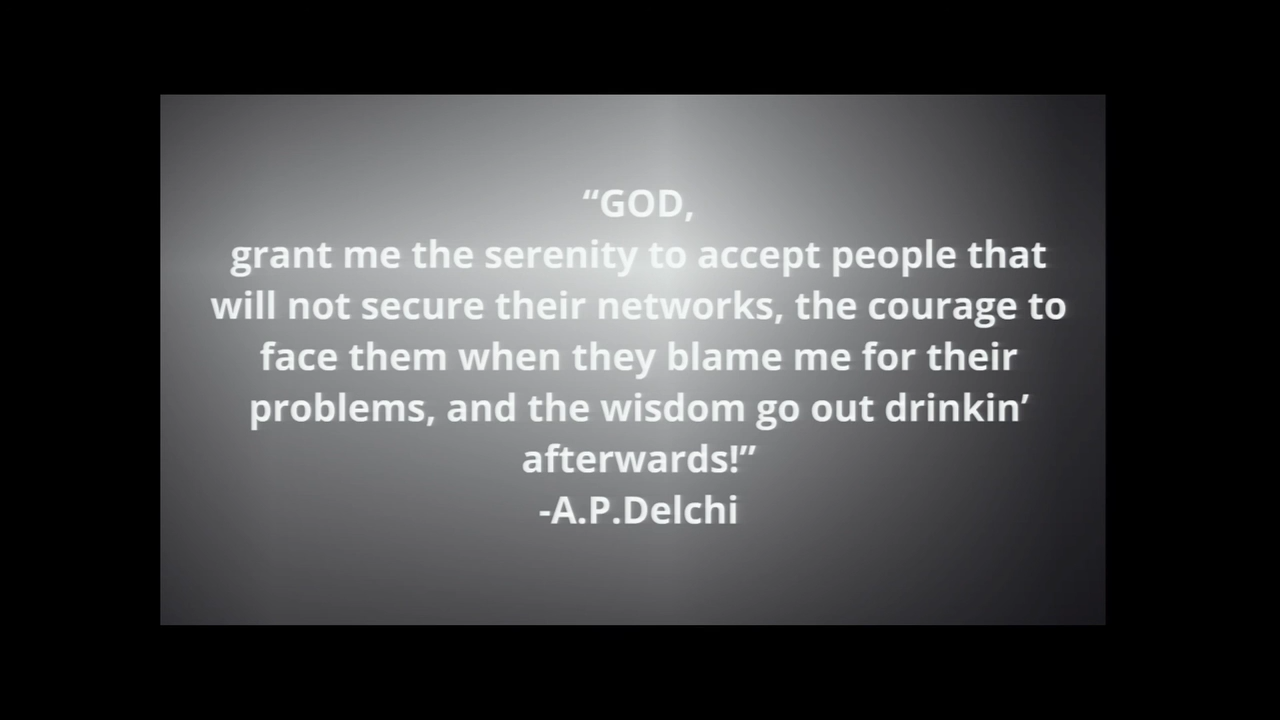 “GOD,
grant me the serenity to accept people that
will not secure their networks, the courage to
face them when they blame me for their
problems, and the wisdom go out drinkin’
afterwards!”
-A.P.Delchi